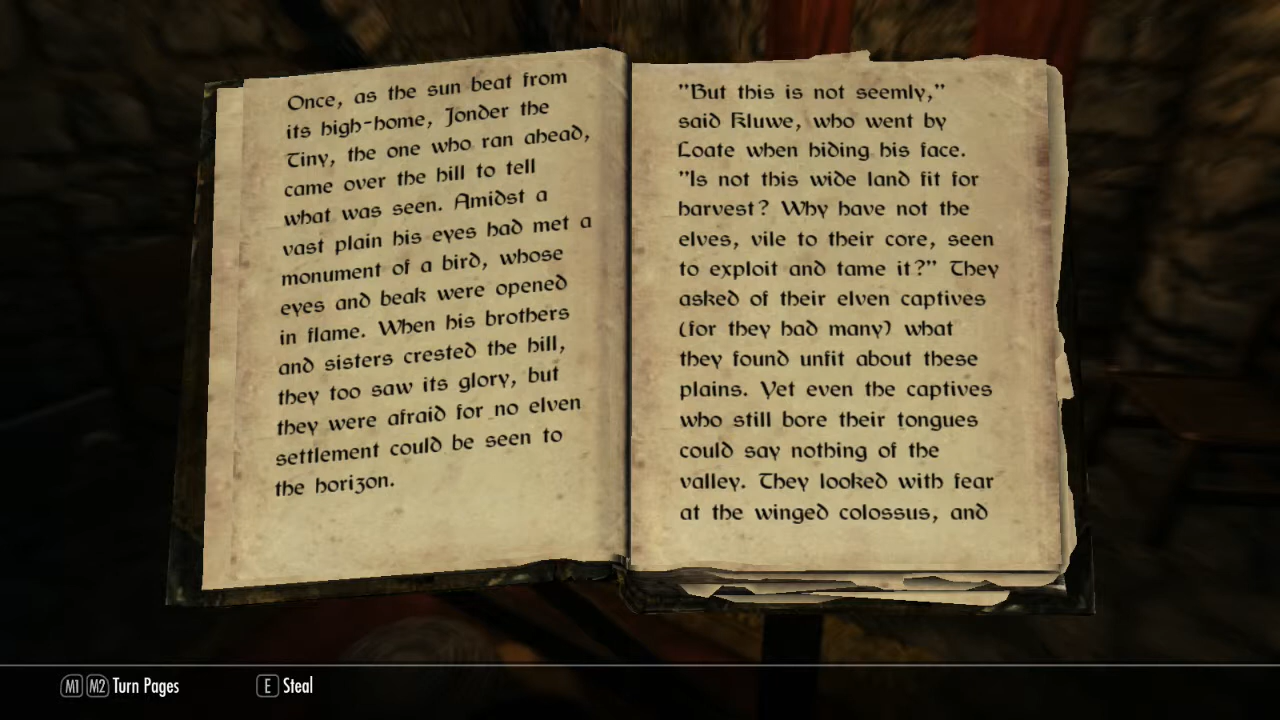 Once, as the sun beat from
its high-home, Jonder the
Tiny, the one who ran ahead,
came over the hill to tell
what was seen. Amidst a
vast plain his eyes had met a
monument of a bird, whose
eyes and beak were opened
in flame. When his brothers
and sisters crested the hill,
they too saw its glory, but
they were afraid for no elven
settlement could be seen to
the horizon.
"But this is not seemly,"
said Kluwe, who went by
Loate when hiding his face.
"Is not this wide land fit for
harvest? Why have not the
elves, vile to their core, seen
to exploit and tame it?" They
asked of their elven captives
(for they had many) what
they found unfit about these
plains. Yet even the captives
who still bore their tongues
could say nothing of the
valley. They looked with fear
at the winged colossus, and
M1 M2 Turn Pages
E Steal